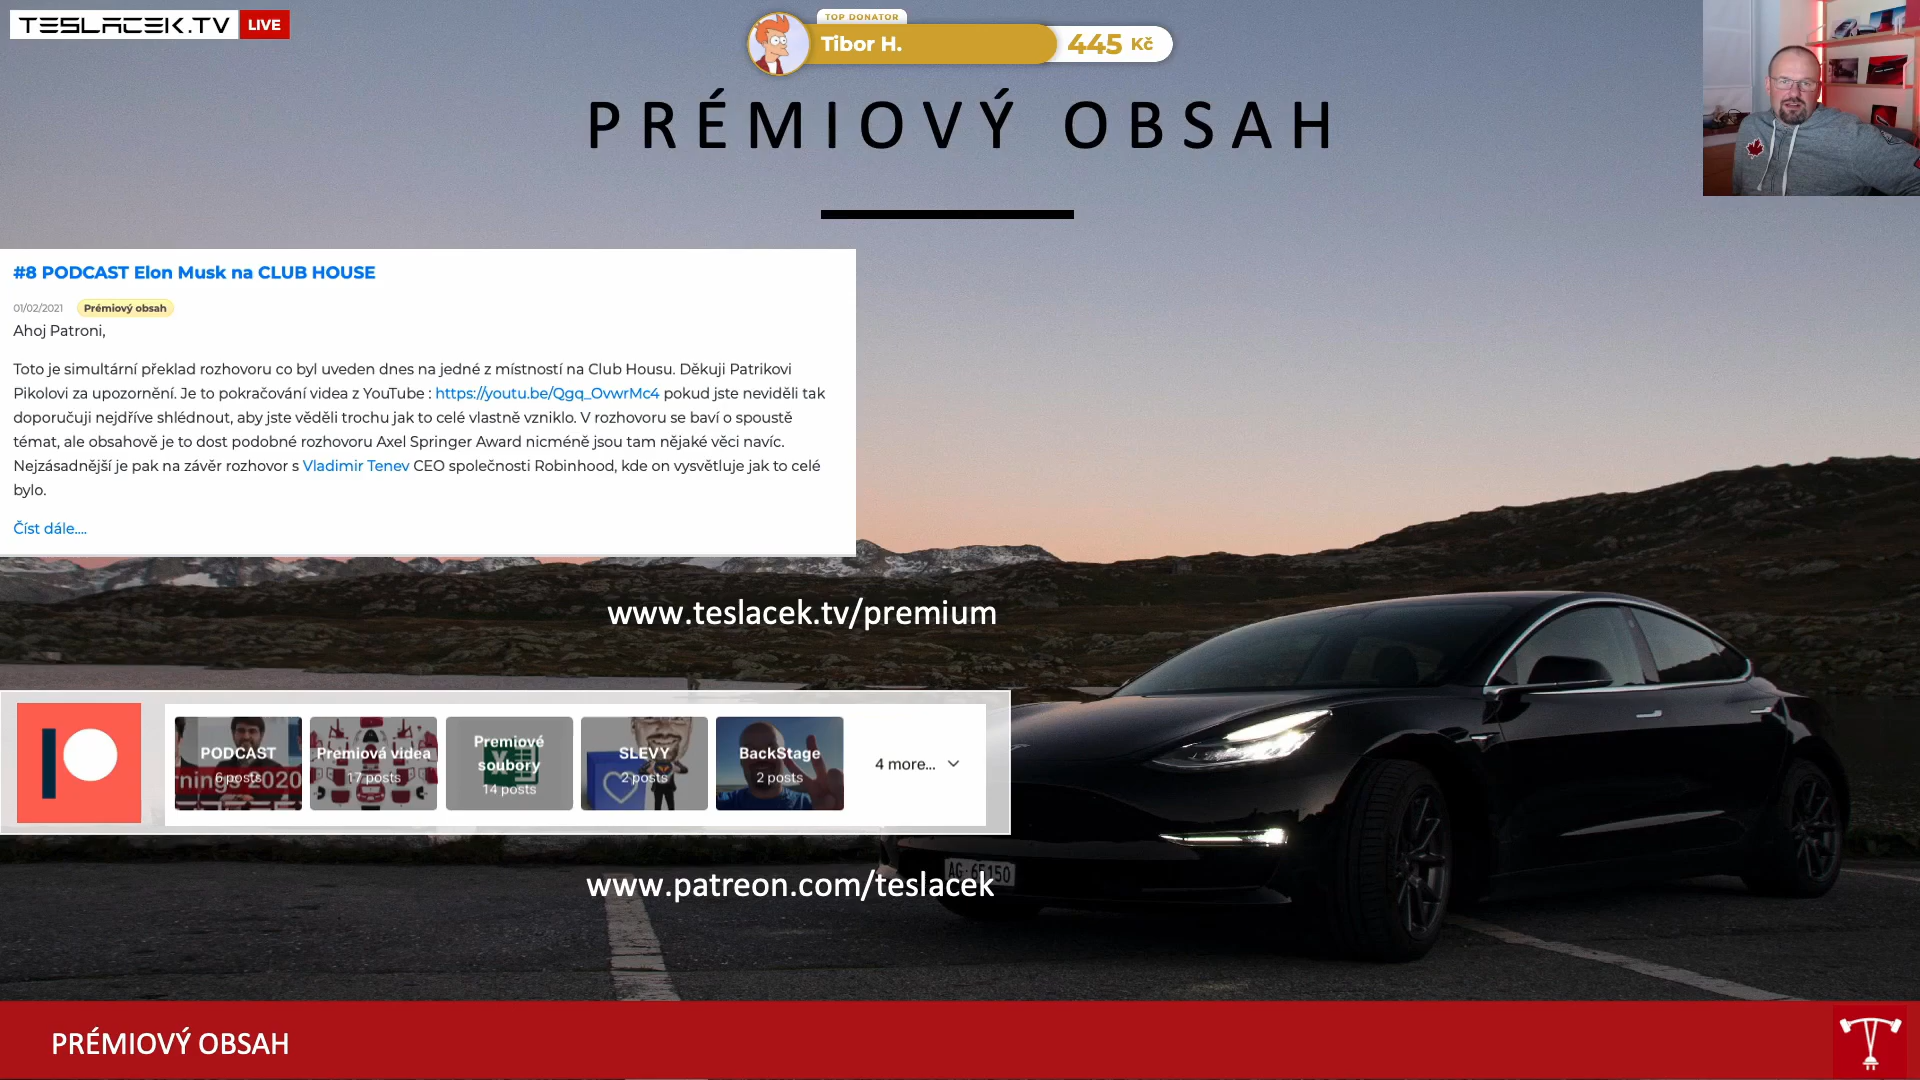 TESLACEK.TV LIVE
TOP DONATOR
Tibor H. 445 Kč
PRÉMIOVÝ OBSAH
#8 PODCAST Elon Musk na CLUB HOUSE
01/02/2021 Prémiový obsah
Ahoj Patroni,
Toto je simultární překlad rozhovoru co byl uveden dnes na jedné z místností na Club Housu. Děkuji Patrikovi
Pikolovi za upozornění. Je to pokračování videa z YouTube : https://youtu.be/Qgq_OvwrMc4 pokud jste neviděli tak
doporučuji nejdříve shlédnout, aby jste věděli trochu jak to celé vlastně vzniklo. V rozhovoru se baví o spoustě
témat, ale obsahově je to dost podobné rozhovoru Axel Springer Award nicméně jsou tam nějaké věci navíc.
Nejzásadnější je pak na závěr rozhovor s Vladimir Tenev CEO společnosti Robinhood, kde on vysvětluje jak to celé
bylo.
Číst dále....
www.teslacek.tv/premium
PODCAST
6 posts
rnings 2020
Premiová videa
17 posts
Premiové
soubory
14 posts
SLEVY
2 posts
BackStage
2 posts
4 more...
www.patreon.com/teslacek
AG·65150
PRÉMIOVÝ OBSAH